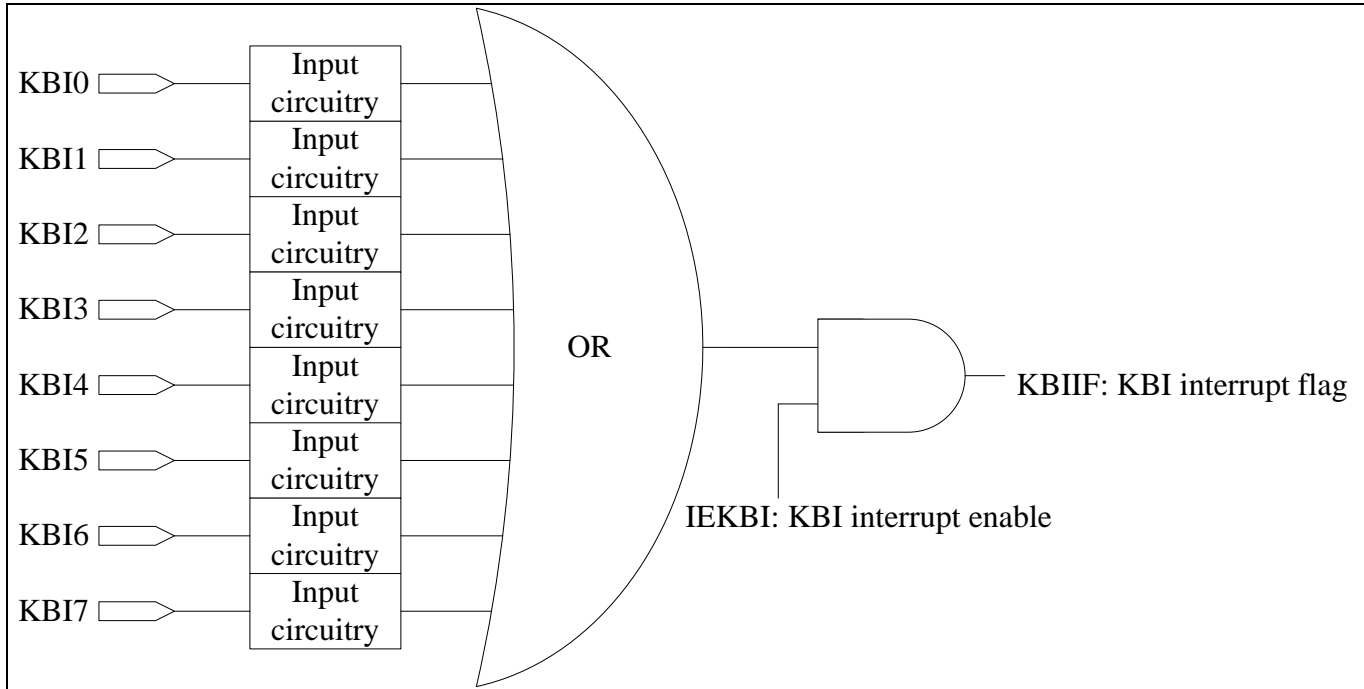 KBI0
Input
circuitry
KBI1
Input
circuitry
KBI2
Input
circuitry
KBI3
Input
circuitry
KBI4
Input
circuitry
KBI5
Input
circuitry
KBI6
Input
circuitry
KBI7
Input
circuitry
OR
KBIIF: KBI interrupt flag
IEKBI: KBI interrupt enable